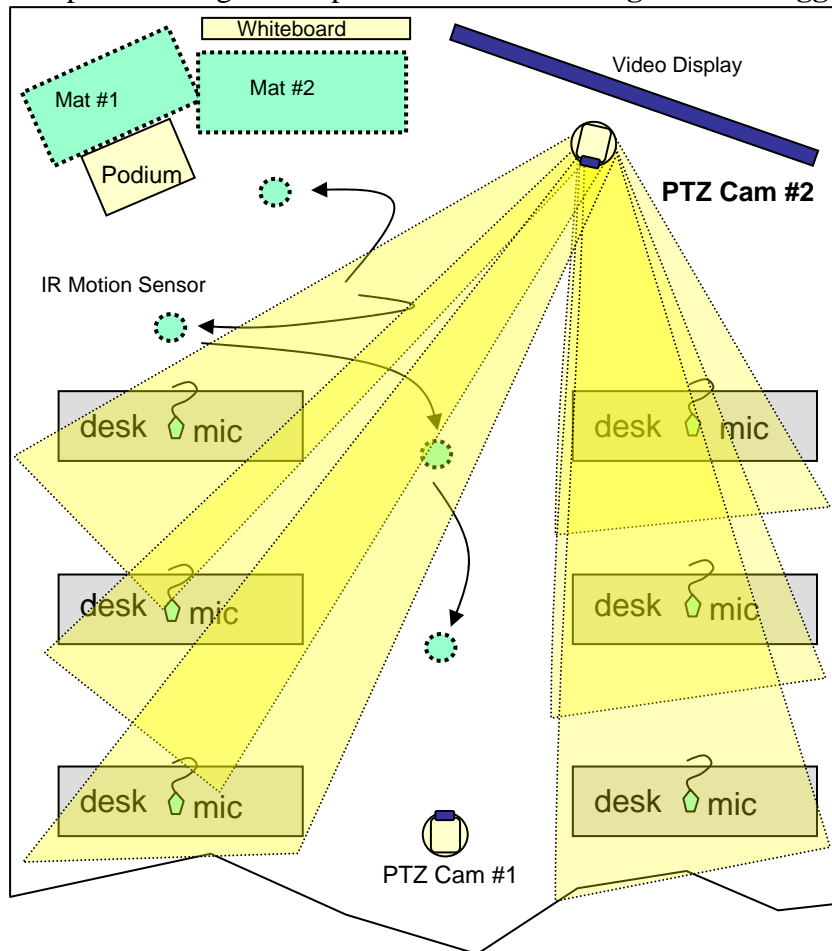 Whiteboard
Mat #1
Mat #2
Video Display
Podium
PTZ Cam #2
IR Motion Sensor
desk mic
desk mic
desk mic
desk mic
desk mic
desk mic
PTZ Cam #1